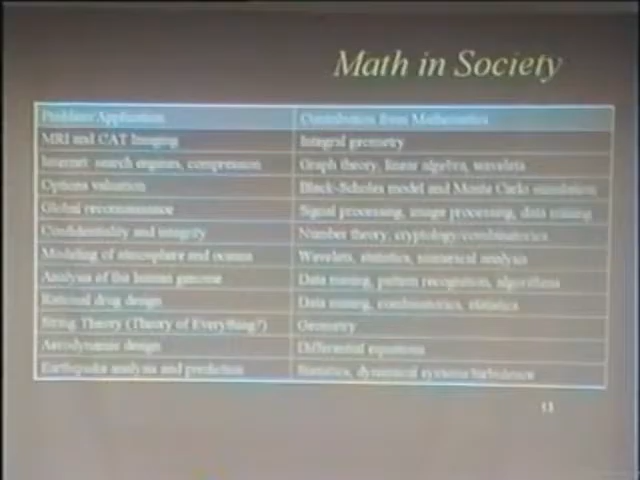 Math in Society
Problem/Application Contribution from Mathematics
MRI and CAT Imaging Integral geometry
Internet: search engines, compression Graph theory, linear algebra, wavelets
Options valuation Black-Scholes model and Monte Carlo simulation
Global reconnaissance Signal processing, image processing, data mining
Confidentiality and integrity Number theory, cryptology/combinatorics
Modeling of atmosphere and oceans Wavelets, statistics, numerical analysis
Analysis of the human genome Data mining, pattern recognition, algorithms
Rational drug design Data mining, combinatorics, statistics
String Theory (Theory of Everything?) Geometry
Aerodynamic design Differential equations
Earthquake analysis and prediction Statistics, dynamical systems/turbulence